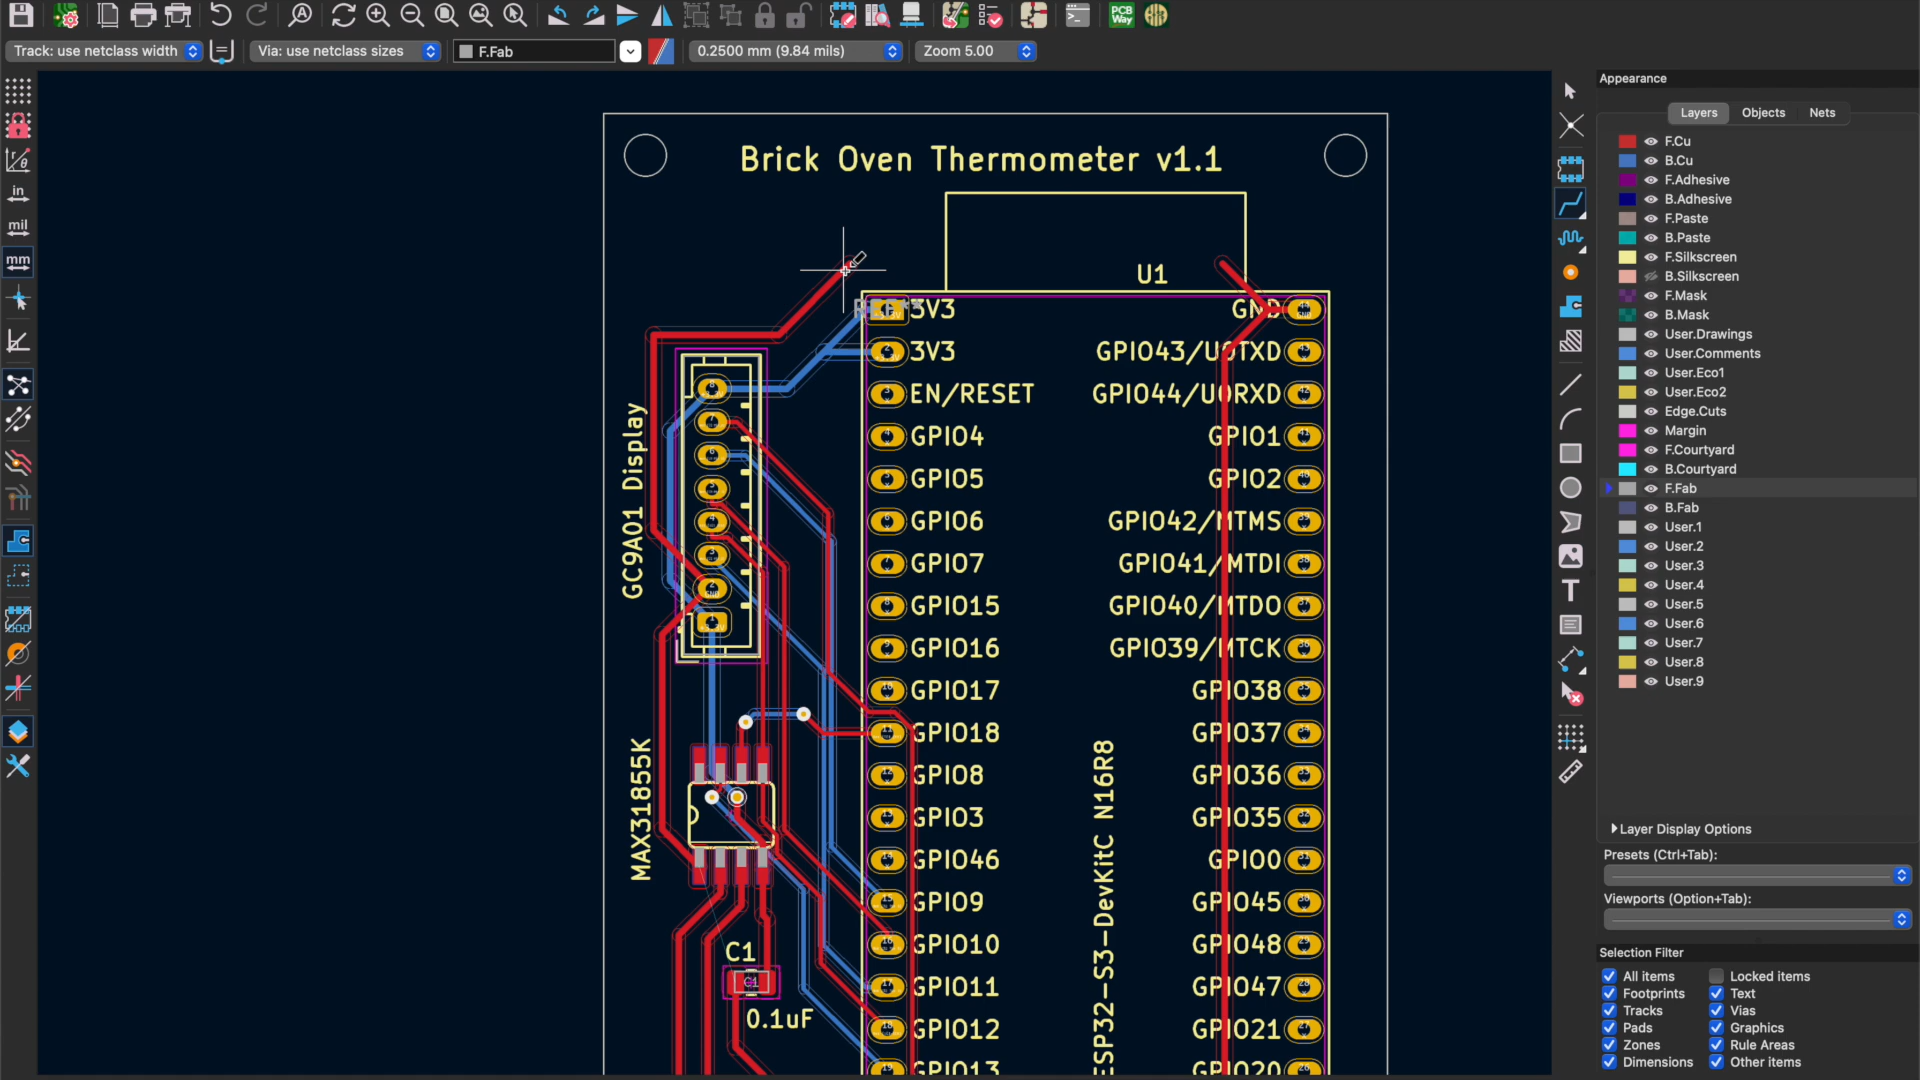 PCB
Way
Track: use netclass width
Via: use netclass sizes
F.Fab
0.2500 mm (9.84 mils)
Zoom 5.00
in
mil
mm
Brick Oven Thermometer v1.1
U1
3V3
GND
3V3
GPIO43/U0TXD
EN/RESET
GPIO44/U0RXD
GPIO4
GPIO1
GPIO5
GPIO2
GPIO6
GPIO42/MTMS
GPIO7
GPIO41/MTDI
GPIO15
GPIO40/MTDO
GPIO16
GPIO39/MTCK
GPIO17
GPIO38
GPIO18
GPIO37
GPIO8
GPIO36
GPIO3
GPIO35
GPIO46
GPIO0
GPIO9
GPIO45
GPIO10
GPIO48
GPIO11
GPIO47
GPIO12
GPIO21
GPIO13
GPIO20
GC9A01 Display
MAX31855K
C1
C1
0.1uF
ESP32-S3-DevKitC N16R8
Appearance
Layers
Objects
Nets
F.Cu
B.Cu
F.Adhesive
B.Adhesive
F.Paste
B.Paste
F.Silkscreen
B.Silkscreen
F.Mask
B.Mask
User.Drawings
User.Comments
User.Eco1
User.Eco2
Edge.Cuts
Margin
F.Courtyard
B.Courtyard
F.Fab
B.Fab
User.1
User.2
User.3
User.4
User.5
User.6
User.7
User.8
User.9
Layer Display Options
Presets (Ctrl+Tab):
Viewports (Option+Tab):
Selection Filter
All items
Locked items
Footprints
Text
Tracks
Vias
Pads
Graphics
Zones
Rule Areas
Dimensions
Other items